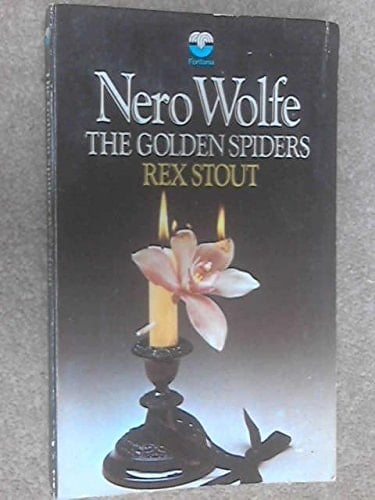 Fontana
Nero Wolfe
THE GOLDEN SPIDERS
REX STOUT